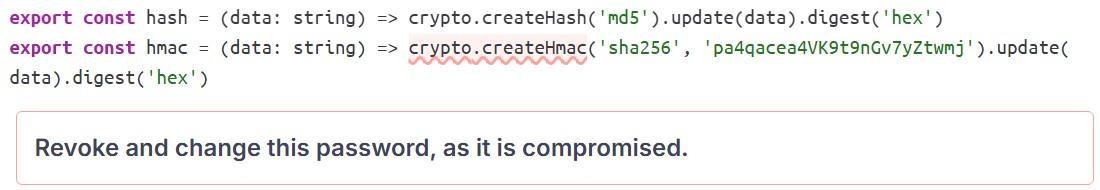 export const hash = (data: string) => crypto.createHash('md5').update(data).digest('hex')
export const hmac = (data: string) => crypto.createHmac('sha256', 'pa4qacea4VK9t9nGv7yZtwmj').update(
data).digest('hex')
Revoke and change this password, as it is compromised.